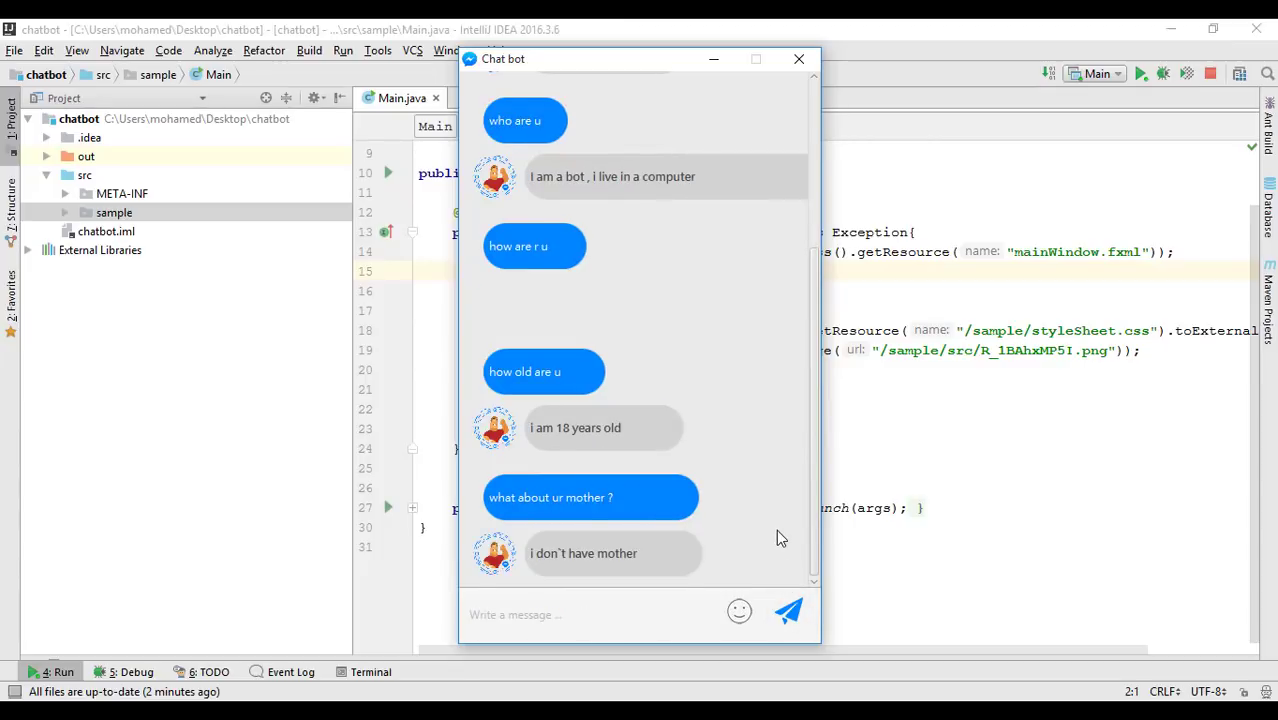 chatbot - [C:\Users\mohamed\Desktop\chatbot] - [chatbot] - ...\src\sample\Main.java - IntelliJ IDEA 2016.3.6
File Edit View Navigate Code Analyze Refactor Build Run Tools VCS
chatbot src sample Main
Main
Project
Main.java
chatbot C:\Users\mohamed\Desktop\chatbot
.idea
out
src
META-INF
sample
chatbot.iml
External Libraries
1: Project
Z: Structure
2: Favorites
Ant Build
Database
Maven Projects
Main
9
10 publi
11
12
13 Exception{
14 ss().getResource( name: "mainWindow.fxml"));
15
16
17
18 etResource( name: "/sample/styleSheet.css").toExternal
19 url: "/sample/src/R_1BAhxMP5I.png"));
20
21
22
23
24 }
25
26
27 nch(args); }
30 }
31
Chat bot
who are u
I am a bot , i live in a computer
how are r u
how old are u
i am 18 years old
what about ur mother ?
i don`t have mother
Write a message ...
4: Run 5: Debug 6: TODO Event Log Terminal
All files are up-to-date (2 minutes ago) 2:1 CRLF÷ UTF-8÷